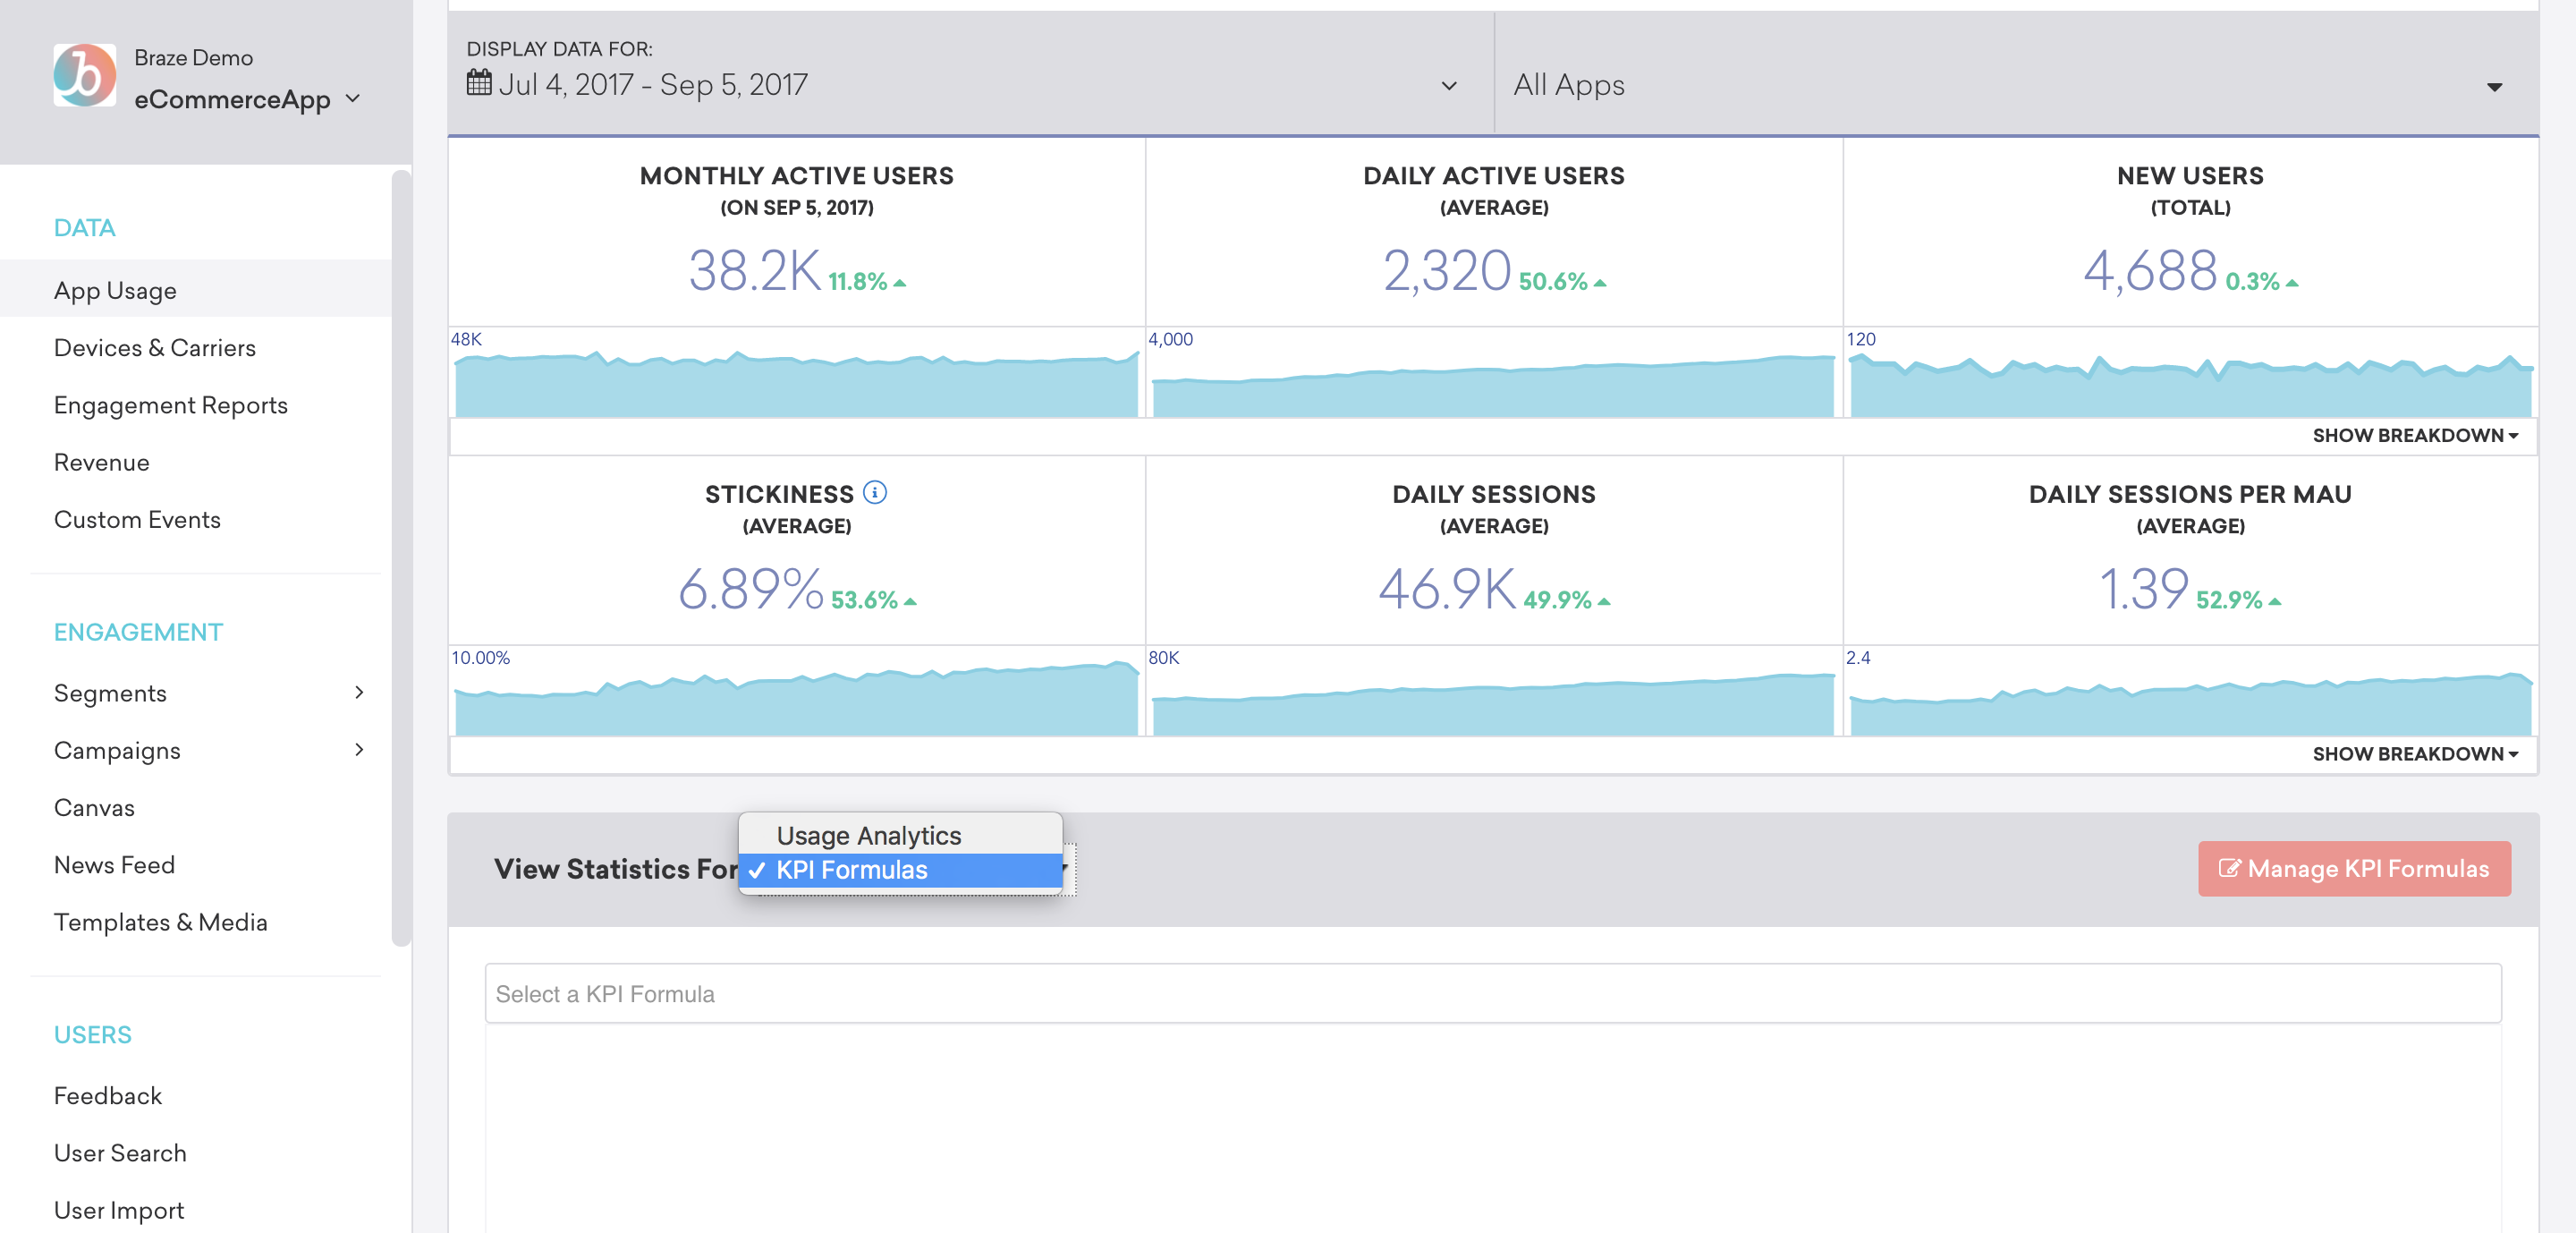 Braze Demo
eCommerceApp
DATA
App Usage
Devices & Carriers
Engagement Reports
Revenue
Custom Events
ENGAGEMENT
Segments
Campaigns
Canvas
News Feed
Templates & Media
USERS
Feedback
User Search
User Import
DISPLAY DATA FOR:
Jul 4, 2017 - Sep 5, 2017
All Apps
MONTHLY ACTIVE USERS
(ON SEP 5, 2017)
38.2K 11.8%
48K
DAILY ACTIVE USERS
(AVERAGE)
2,320 50.6%
4,000
NEW USERS
(TOTAL)
4,688 0.3%
120
SHOW BREAKDOWN
STICKINESS
(AVERAGE)
6.89% 53.6%
10.00%
DAILY SESSIONS
(AVERAGE)
46.9K 49.9%
80K
DAILY SESSIONS PER MAU
(AVERAGE)
1.39 52.9%
2.4
SHOW BREAKDOWN
View Statistics For
Usage Analytics
KPI Formulas
Manage KPI Formulas
Select a KPI Formula